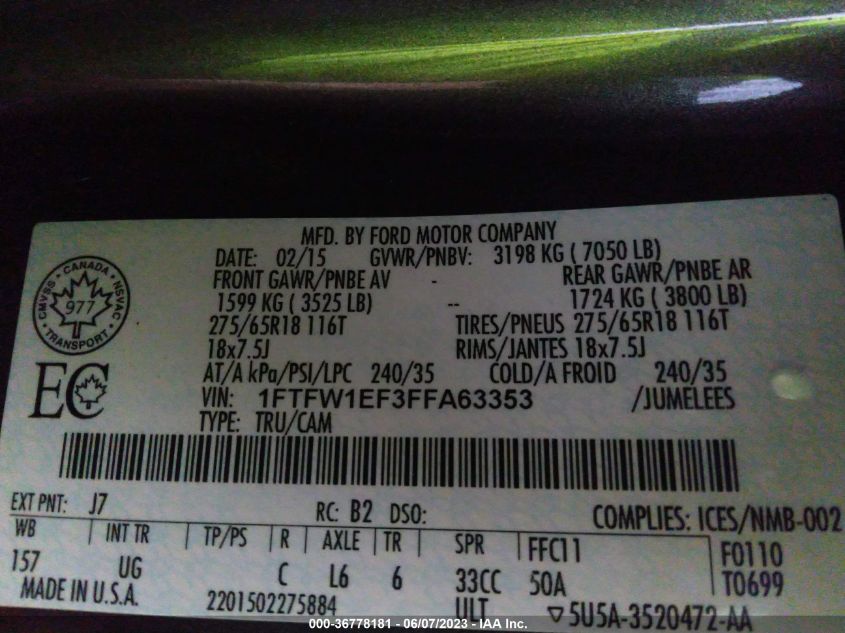 MFD. BY FORD MOTOR COMPANY
DATE: 02/15 GVWR/PNBV: 3198 KG ( 7050 LB)
FRONT GAWR/PNBE AV - REAR GAWR/PNBE AR
1599 KG ( 3525 LB) -- 1724 KG ( 3800 LB)
275/65R18 116T TIRES/PNEUS 275/65R18 116T
18x7.5J RIMS/JANTES 18x7.5J
AT/A kPa/PSI/LPC 240/35 COLD/A FROID 240/35
VIN: 1FTFW1EF3FFA63353 /JUMELEES
TYPE: TRU/CAM
CANADA
CMVSS NSVAC
977
TRANSPORT
EC
EXT PNT: J7 RC: B2 DSO: COMPLIES: ICES/NMB-002
WB INT TR TP/PS R AXLE TR SPR FFC11 F0110
157 UG C L6 6 33CC 50A T0699
MADE IN U.S.A. 2201502275884 ULT 5U5A-3520472-AA
000-36778181 - 06/07/2023 - IAA Inc.